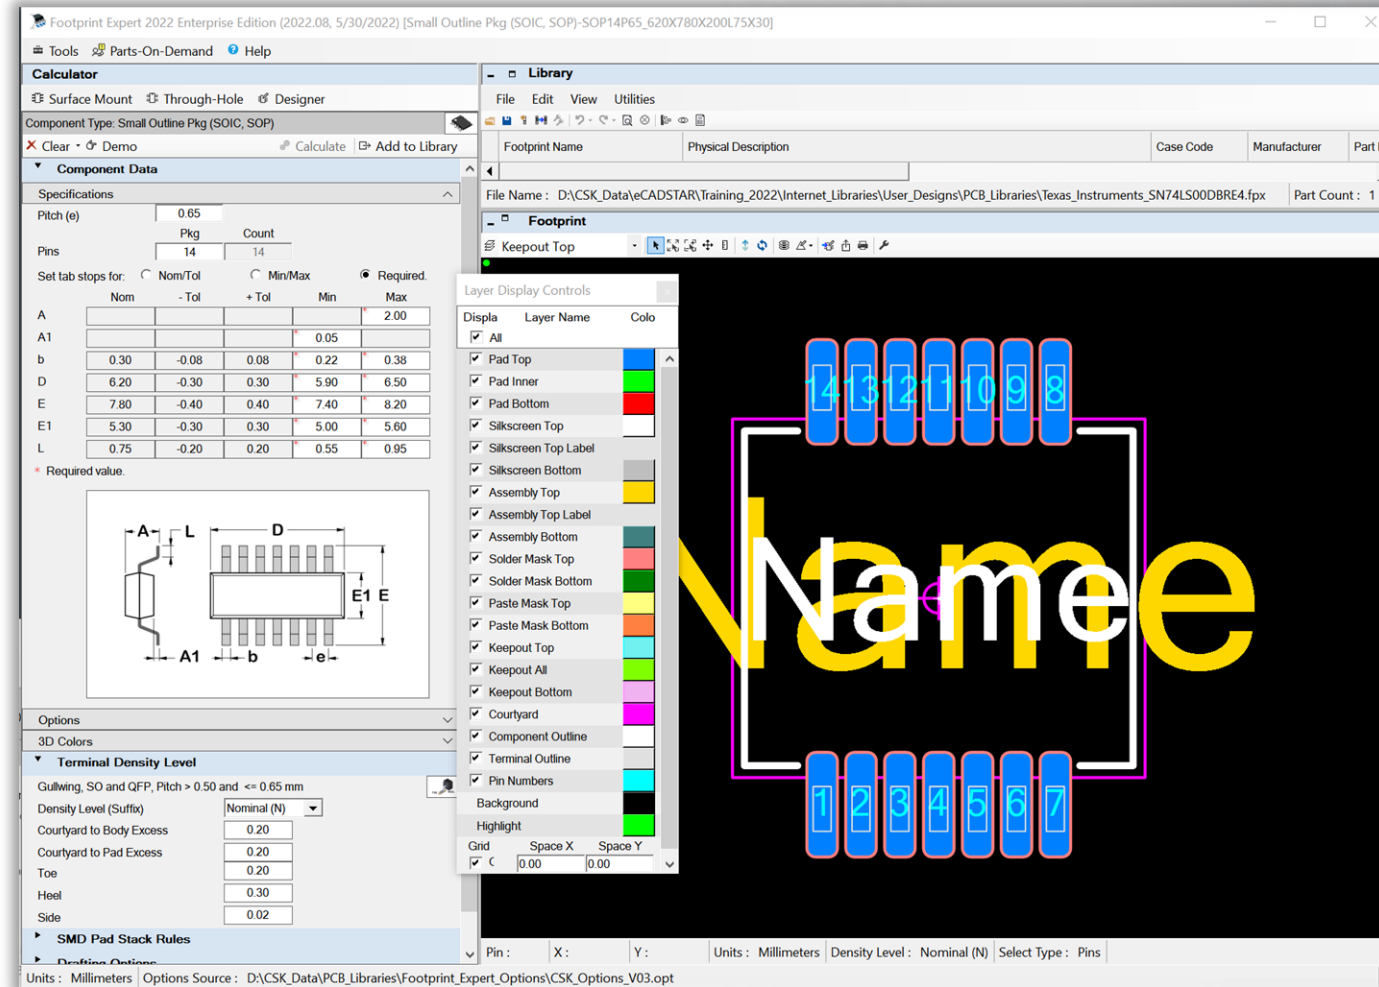 Footprint Expert 2022 Enterprise Edition (2022.08, 5/30/2022) [Small Outline Pkg (SOIC, SOP)-SOP14P65_620X780X200L75X30]
Tools Parts-On-Demand Help
Calculator
Surface Mount Through-Hole Designer
Component Type: Small Outline Pkg (SOIC, SOP)
Clear Demo Calculate Add to Library
Component Data
Specifications
Pitch (e) 0.65
Pkg Count
Pins 14 14
Set tab stops for: Nom/Tol Min/Max Required.
Nom - Tol + Tol Min Max
A * 2.00
A1 * 0.05
b 0.30 -0.08 0.08 * 0.22 * 0.38
D 6.20 -0.30 0.30 * 5.90 * 6.50
E 7.80 -0.40 0.40 * 7.40 * 8.20
E1 5.30 -0.30 0.30 * 5.00 * 5.60
L 0.75 -0.20 0.20 * 0.55 * 0.95
* Required value.
A L D
E1 E
A1 b e
Options
3D Colors
Terminal Density Level
Gullwing, SO and QFP, Pitch > 0.50 and <= 0.65 mm
Density Level (Suffix) Nominal (N)
Courtyard to Body Excess 0.20
Courtyard to Pad Excess 0.20
Toe 0.20
Heel 0.30
Side 0.02
SMD Pad Stack Rules
Drafting Options
Library
File Edit View Utilities
Footprint Name Physical Description Case Code Manufacturer Part
File Name : D:\CSK_Data\eCADSTAR\Training_2022\Internet_Libraries\User_Designs\PCB_Libraries\Texas_Instruments_SN74LS00DBRE4.fpx Part Count : 1
Footprint
Keepout Top
Layer Display Controls
Displa Layer Name Colo
All
Pad Top
Pad Inner
Pad Bottom
Silkscreen Top
Silkscreen Top Label
Silkscreen Bottom
Assembly Top
Assembly Top Label
Assembly Bottom
Solder Mask Top
Solder Mask Bottom
Paste Mask Top
Paste Mask Bottom
Keepout Top
Keepout All
Keepout Bottom
Courtyard
Component Outline
Terminal Outline
Pin Numbers
Background
Highlight
Grid Space X Space Y
0.00 0.00
14 13 12 11 10 9 8
Name
Name
1 2 3 4 5 6 7
Pin : X : Y : Units : Millimeters Density Level : Nominal (N) Select Type : Pins
Units : Millimeters Options Source : D:\CSK_Data\PCB_Libraries\Footprint_Expert_Options\CSK_Options_V03.opt